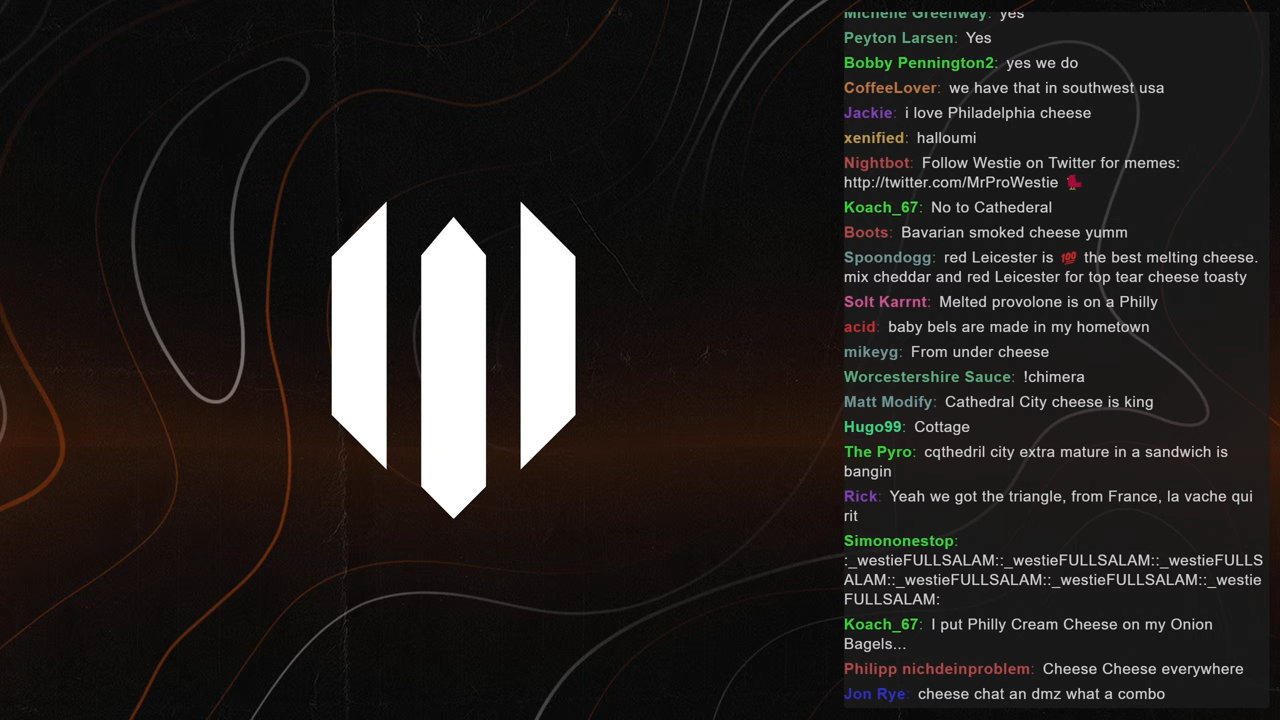 Michelle Greenway: yes
Peyton Larsen: Yes
Bobby Pennington2: yes we do
CoffeeLover: we have that in southwest usa
Jackie: i love Philadelphia cheese
xenified: halloumi
Nightbot: Follow Westie on Twitter for memes:
http://twitter.com/MrProWestie
Koach_67: No to Cathederal
Boots: Bavarian smoked cheese yumm
Spoondogg: red Leicester is 💯 the best melting cheese.
mix cheddar and red Leicester for top tear cheese toasty
Solt Karrnt: Melted provolone is on a Philly
acid: baby bels are made in my hometown
mikeyg: From under cheese
Worcestershire Sauce: !chimera
Matt Modify: Cathedral City cheese is king
Hugo99: Cottage
The Pyro: cqthedril city extra mature in a sandwich is
bangin
Rick: Yeah we got the triangle, from France, la vache qui
rit
Simononestop:
:_westieFULLSALAM::_westieFULLSALAM::_westieFULLS
ALAM::_westieFULLSALAM::_westieFULLSALAM::_westie
FULLSALAM:
Koach_67: I put Philly Cream Cheese on my Onion
Bagels...
Philipp nichdeinproblem: Cheese Cheese everywhere
Jon Rye: cheese chat an dmz what a combo